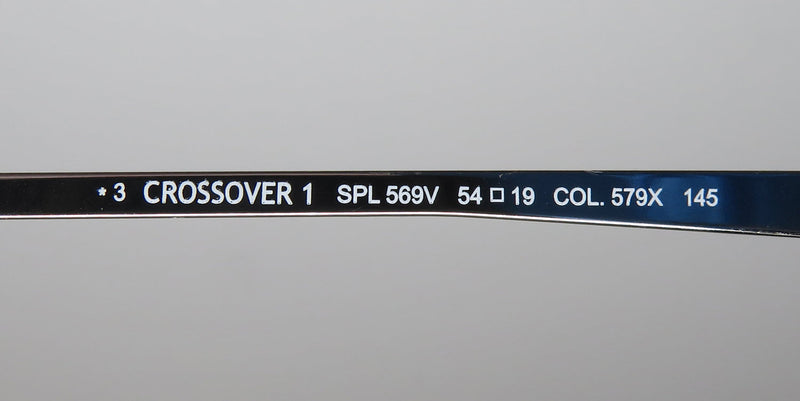 * 3 CROSSOVER 1 SPL 569V 54 □ 19 COL. 579X 145